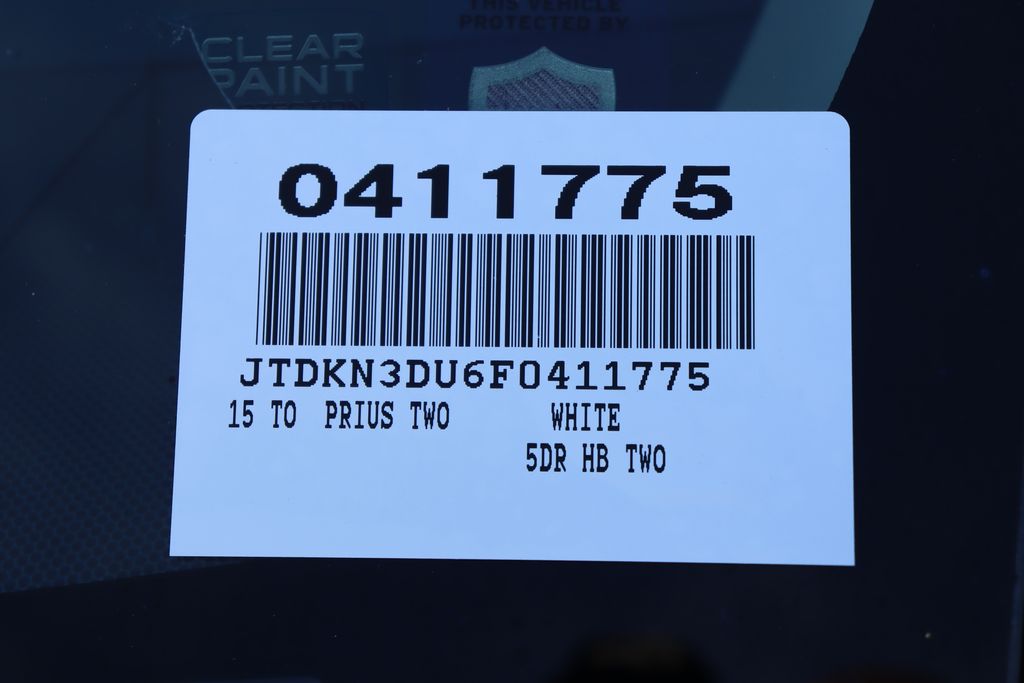 THIS VEHICLE
PROTECTED BY
CLEAR
PAINT
0411775
JTDKN3DU6F0411775
15 TO PRIUS TWO WHITE
5DR HB TWO